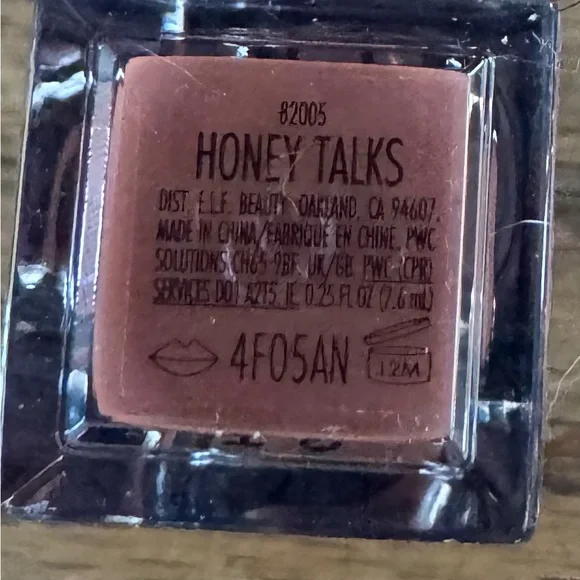 82005
HONEY TALKS
DIST. E.L.F. BEAUTY, OAKLAND, CA 94607.
MADE IN CHINA/FABRIQUÉ EN CHINE. PWC
SOLUTIONS CH65 9BF, UK/GB. PWC (CPR)
SERVICES D01 A2T5, IE 0.25 FL OZ (7.6 mL)
4F05AN 12M